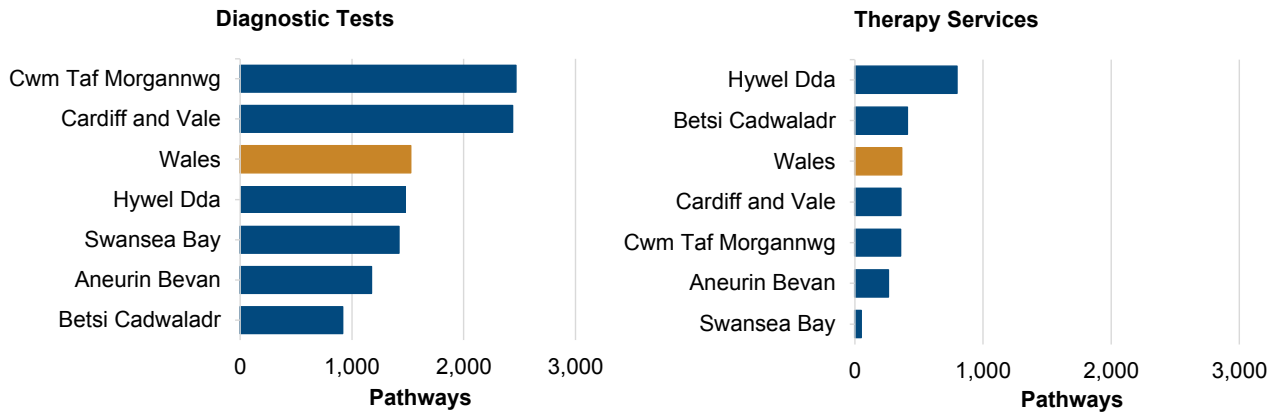 Diagnostic Tests
Cwm Taf Morgannwg
Cardiff and Vale
Wales
Hywel Dda
Swansea Bay
Aneurin Bevan
Betsi Cadwaladr
0 1,000 2,000 3,000
Pathways
Therapy Services
Hywel Dda
Betsi Cadwaladr
Wales
Cardiff and Vale
Cwm Taf Morgannwg
Aneurin Bevan
Swansea Bay
0 1,000 2,000 3,000
Pathways